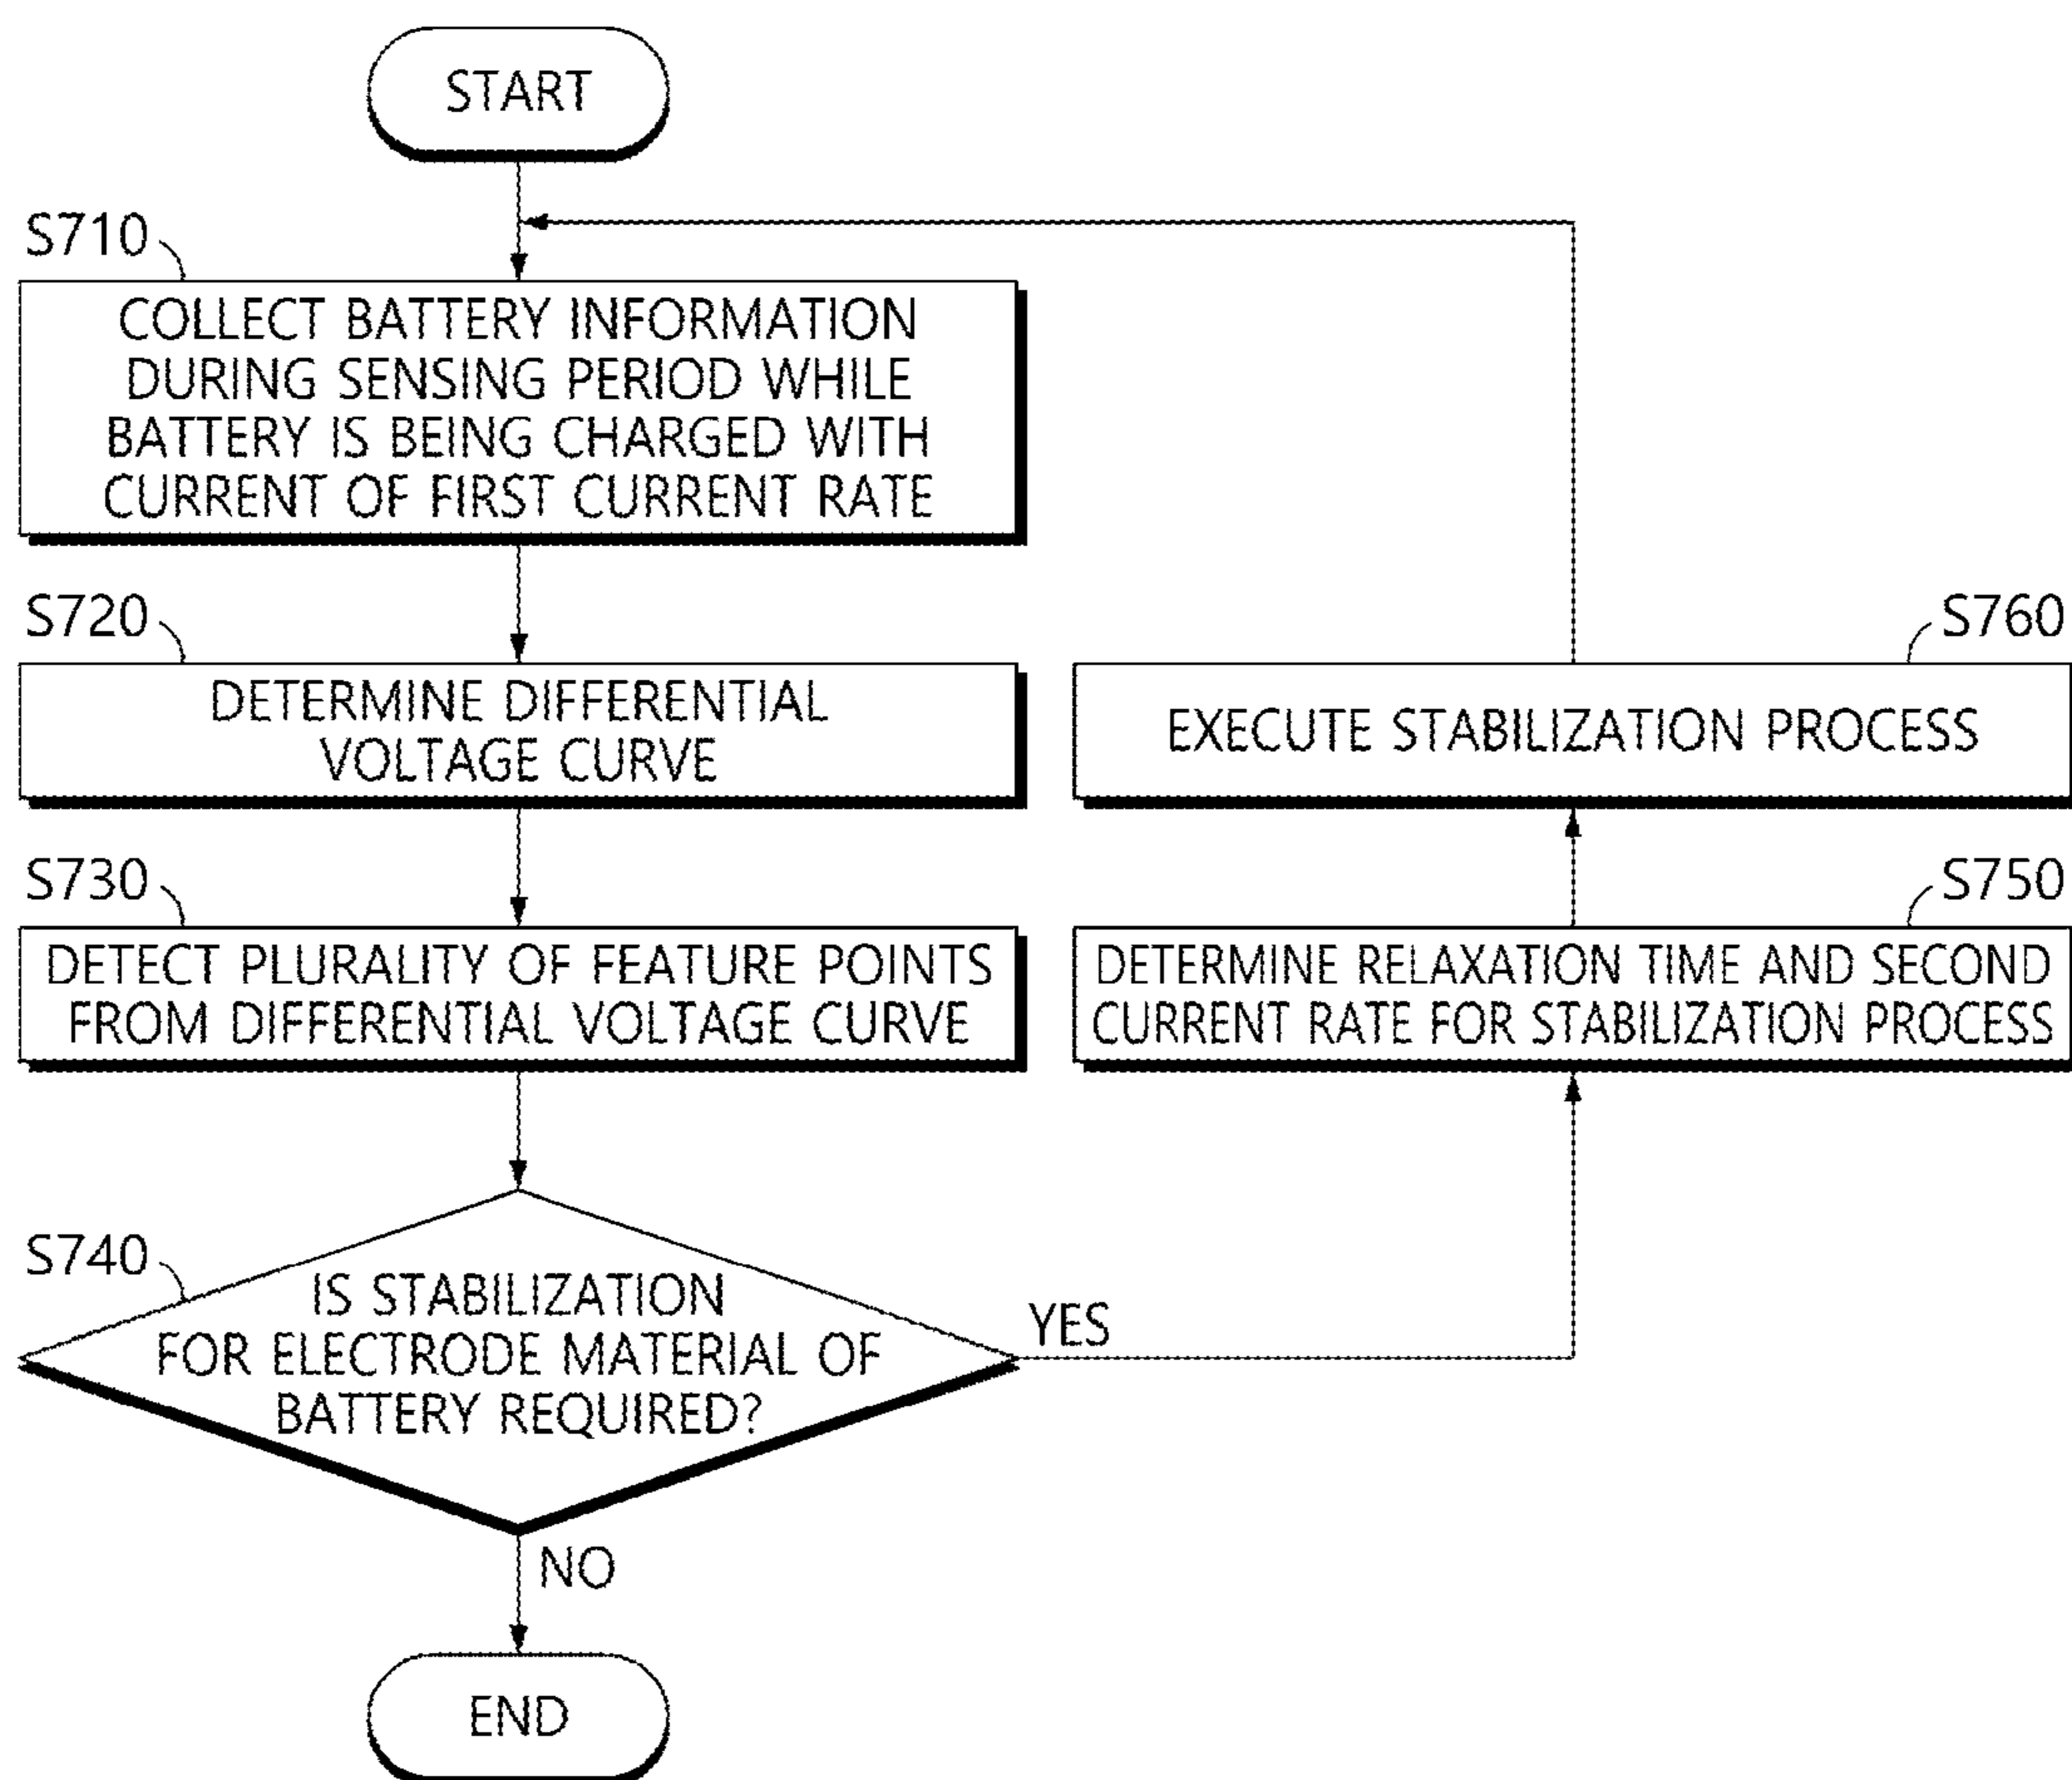 START
S710
COLLECT BATTERY INFORMATION
DURING SENSING PERIOD WHILE
BATTERY IS BEING CHARGED WITH
CURRENT OF FIRST CURRENT RATE
S720
DETERMINE DIFFERENTIAL
VOLTAGE CURVE
S730
DETECT PLURALITY OF FEATURE POINTS
FROM DIFFERENTIAL VOLTAGE CURVE
S740
IS STABILIZATION
FOR ELECTRODE MATERIAL OF
BATTERY REQUIRED?
YES
S750
DETERMINE RELAXATION TIME AND SECOND
CURRENT RATE FOR STABILIZATION PROCESS
S760
EXECUTE STABILIZATION PROCESS
NO
END